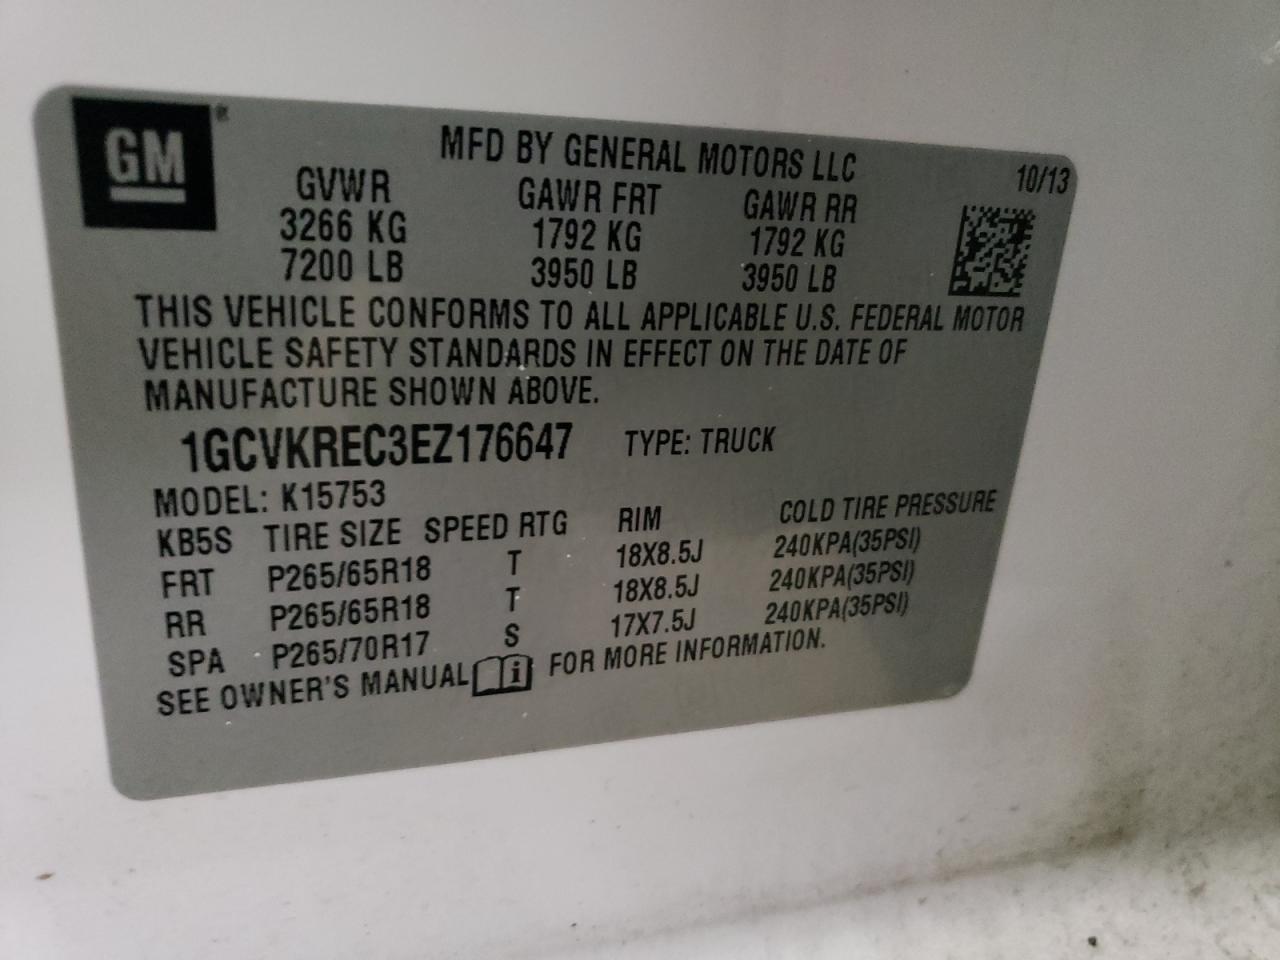 GM®
MFD BY GENERAL MOTORS LLC
10/13
GVWR GAWR FRT GAWR RR
3266 KG 1792 KG 1792 KG
7200 LB 3950 LB 3950 LB
THIS VEHICLE CONFORMS TO ALL APPLICABLE U.S. FEDERAL MOTOR
VEHICLE SAFETY STANDARDS IN EFFECT ON THE DATE OF
MANUFACTURE SHOWN ABOVE.
1GCVKREC3EZ176647 TYPE: TRUCK
MODEL: K15753
KB5S TIRE SIZE SPEED RTG RIM COLD TIRE PRESSURE
FRT P265/65R18 T 18X8.5J 240KPA(35PSI)
RR P265/65R18 T 18X8.5J 240KPA(35PSI)
SPA P265/70R17 S 17X7.5J 240KPA(35PSI)
SEE OWNER'S MANUAL i FOR MORE INFORMATION.